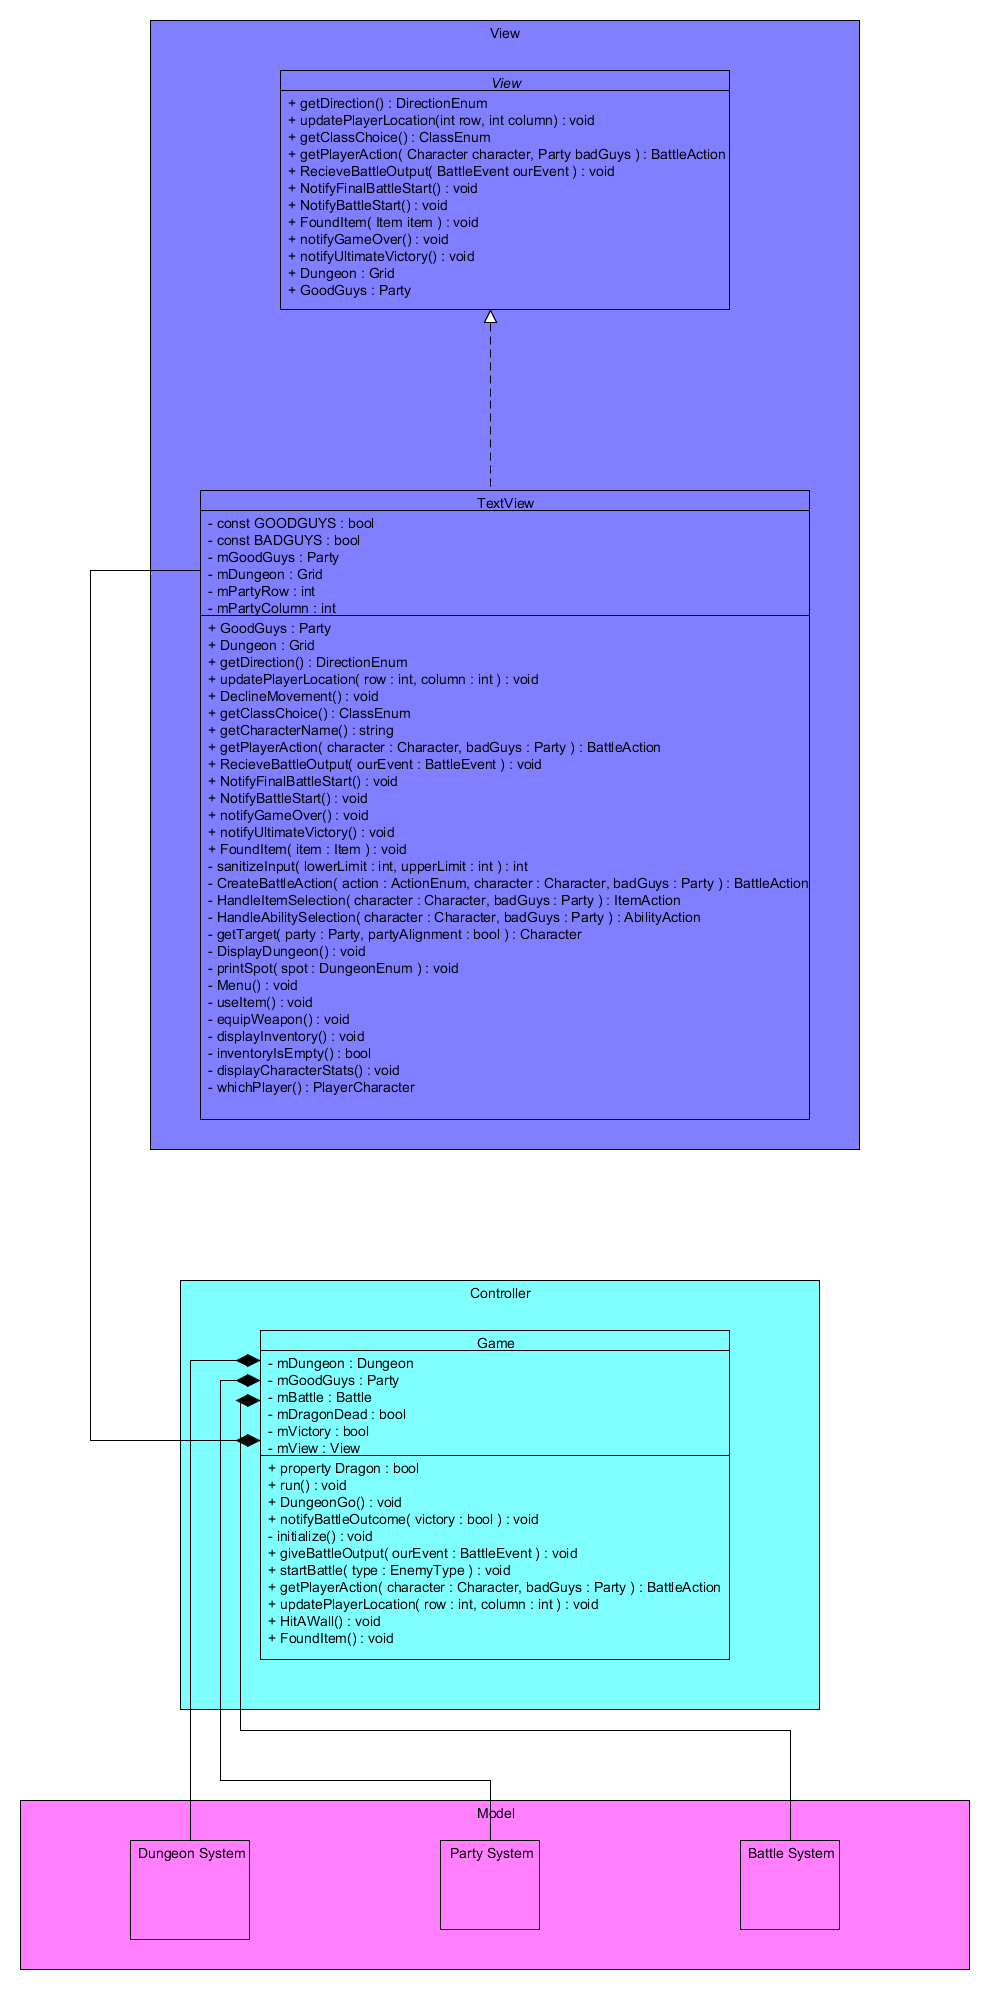 View
View
+ getDirection() : DirectionEnum
+ updatePlayerLocation(int row, int column) : void
+ getClassChoice() : ClassEnum
+ getPlayerAction( Character character, Party badGuys ) : BattleAction
+ RecieveBattleOutput( BattleEvent ourEvent ) : void
+ NotifyFinalBattleStart() : void
+ NotifyBattleStart() : void
+ FoundItem( Item item ) : void
+ notifyGameOver() : void
+ notifyUltimateVictory() : void
+ Dungeon : Grid
+ GoodGuys : Party
TextView
- const GOODGUYS : bool
- const BADGUYS : bool
- mGoodGuys : Party
- mDungeon : Grid
- mPartyRow : int
- mPartyColumn : int
+ GoodGuys : Party
+ Dungeon : Grid
+ getDirection() : DirectionEnum
+ updatePlayerLocation( row : int, column : int ) : void
+ DeclineMovement() : void
+ getClassChoice() : ClassEnum
+ getCharacterName() : string
+ getPlayerAction( character : Character, badGuys : Party ) : BattleAction
+ RecieveBattleOutput( ourEvent : BattleEvent ) : void
+ NotifyFinalBattleStart() : void
+ NotifyBattleStart() : void
+ notifyGameOver() : void
+ notifyUltimateVictory() : void
+ FoundItem( item : Item ) : void
- sanitizeInput( lowerLimit : int, upperLimit : int ) : int
- CreateBattleAction( action : ActionEnum, character : Character, badGuys : Party ) : BattleAction
- HandleItemSelection( character : Character, badGuys : Party ) : ItemAction
- HandleAbilitySelection( character : Character, badGuys : Party ) : AbilityAction
- getTarget( party : Party, partyAlignment : bool ) : Character
- DisplayDungeon() : void
- printSpot( spot : DungeonEnum ) : void
- Menu() : void
- useItem() : void
- equipWeapon() : void
- displayInventory() : void
- inventoryIsEmpty() : bool
- displayCharacterStats() : void
- whichPlayer() : PlayerCharacter
Controller
Game
- mDungeon : Dungeon
- mGoodGuys : Party
- mBattle : Battle
- mDragonDead : bool
- mVictory : bool
- mView : View
+ property Dragon : bool
+ run() : void
+ DungeonGo() : void
+ notifyBattleOutcome( victory : bool ) : void
- initialize() : void
+ giveBattleOutput( ourEvent : BattleEvent ) : void
+ startBattle( type : EnemyType ) : void
+ getPlayerAction( character : Character, badGuys : Party ) : BattleAction
+ updatePlayerLocation( row : int, column : int ) : void
+ HitAWall() : void
+ FoundItem() : void
Model
Dungeon System
Party System
Battle System